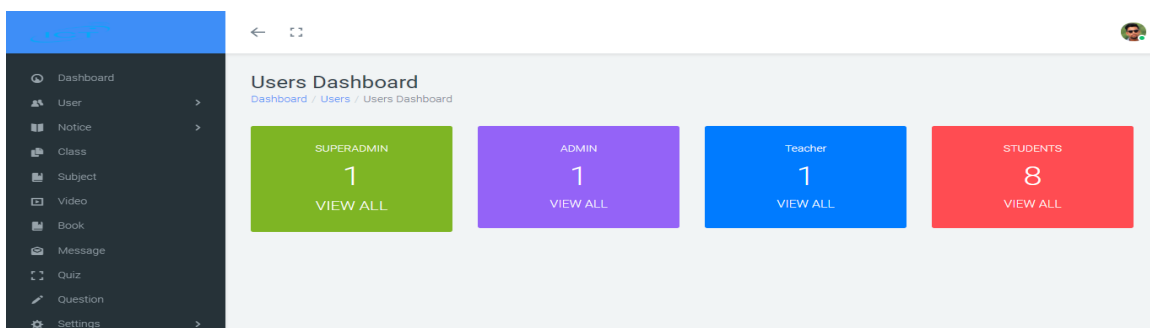 Dashboard
User
Notice
Class
Subject
Video
Book
Message
Quiz
Question
Settings
Users Dashboard
Dashboard / Users / Users Dashboard
SUPERADMIN
1
VIEW ALL
ADMIN
1
VIEW ALL
Teacher
1
VIEW ALL
STUDENTS
8
VIEW ALL